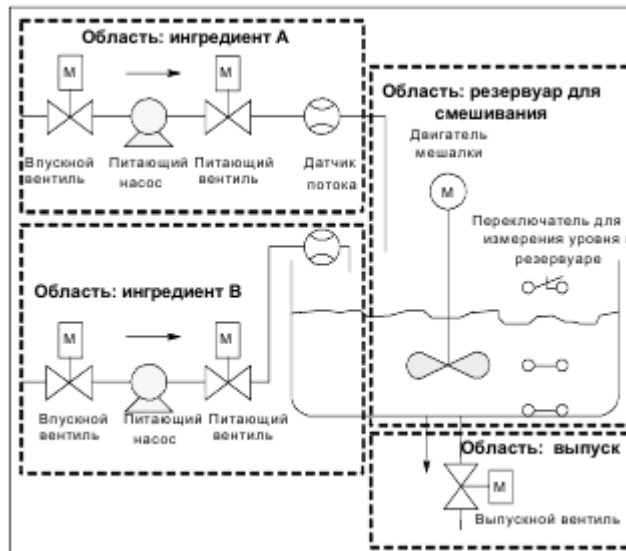 Область: ингредиент А
M
M
Впускной
вентиль
Питающий
насос
Питающий
вентиль
Датчик
потока
Область: резервуар для
смешивания
Двигатель
мешалки
M
Переключатель для
измерения уровня
резервуаре
Область: ингредиент В
M
M
Впускной
вентиль
Питающий
насос
Питающий
вентиль
Область: выпуск
M
Выпускной вентиль